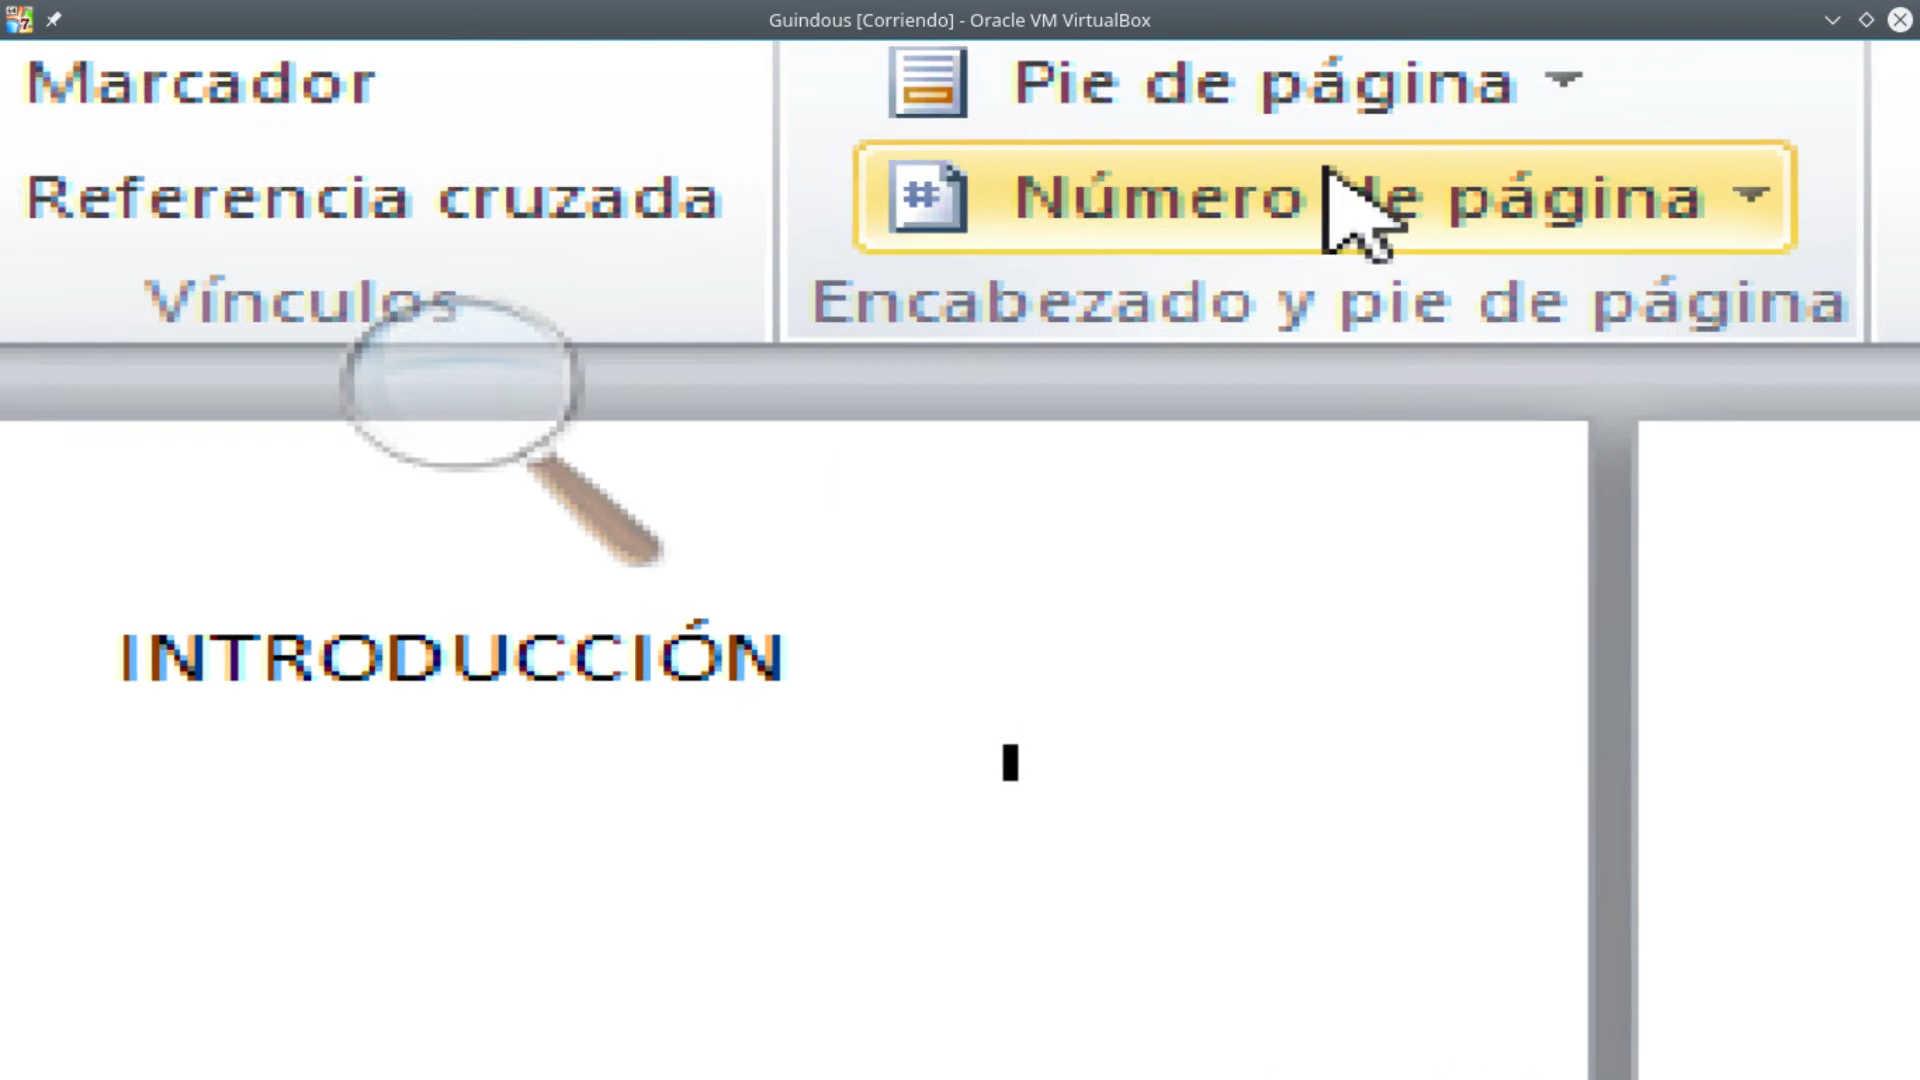 Guindous [Corriendo] - Oracle VM VirtualBox
Marcador
Pie de página
Referencia cruzada
Número de página
Vínculos
Encabezado y pie de página
INTRODUCCIÓN